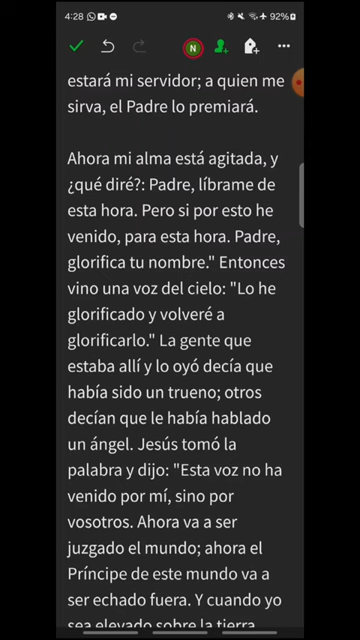 4:28
92%
N
estará mi servidor; a quien me
sirva, el Padre lo premiará.
Ahora mi alma está agitada, y
¿qué diré?: Padre, líbrame de
esta hora. Pero si por esto he
venido, para esta hora. Padre,
glorifica tu nombre." Entonces
vino una voz del cielo: "Lo he
glorificado y volveré a
glorificarlo." La gente que
estaba allí y lo oyó decía que
había sido un trueno; otros
decían que le había hablado
un ángel. Jesús tomó la
palabra y dijo: "Esta voz no ha
venido por mí, sino por
vosotros. Ahora va a ser
juzgado el mundo; ahora el
Príncipe de este mundo va a
ser echado fuera. Y cuando yo
sea elevado sobre la tierra